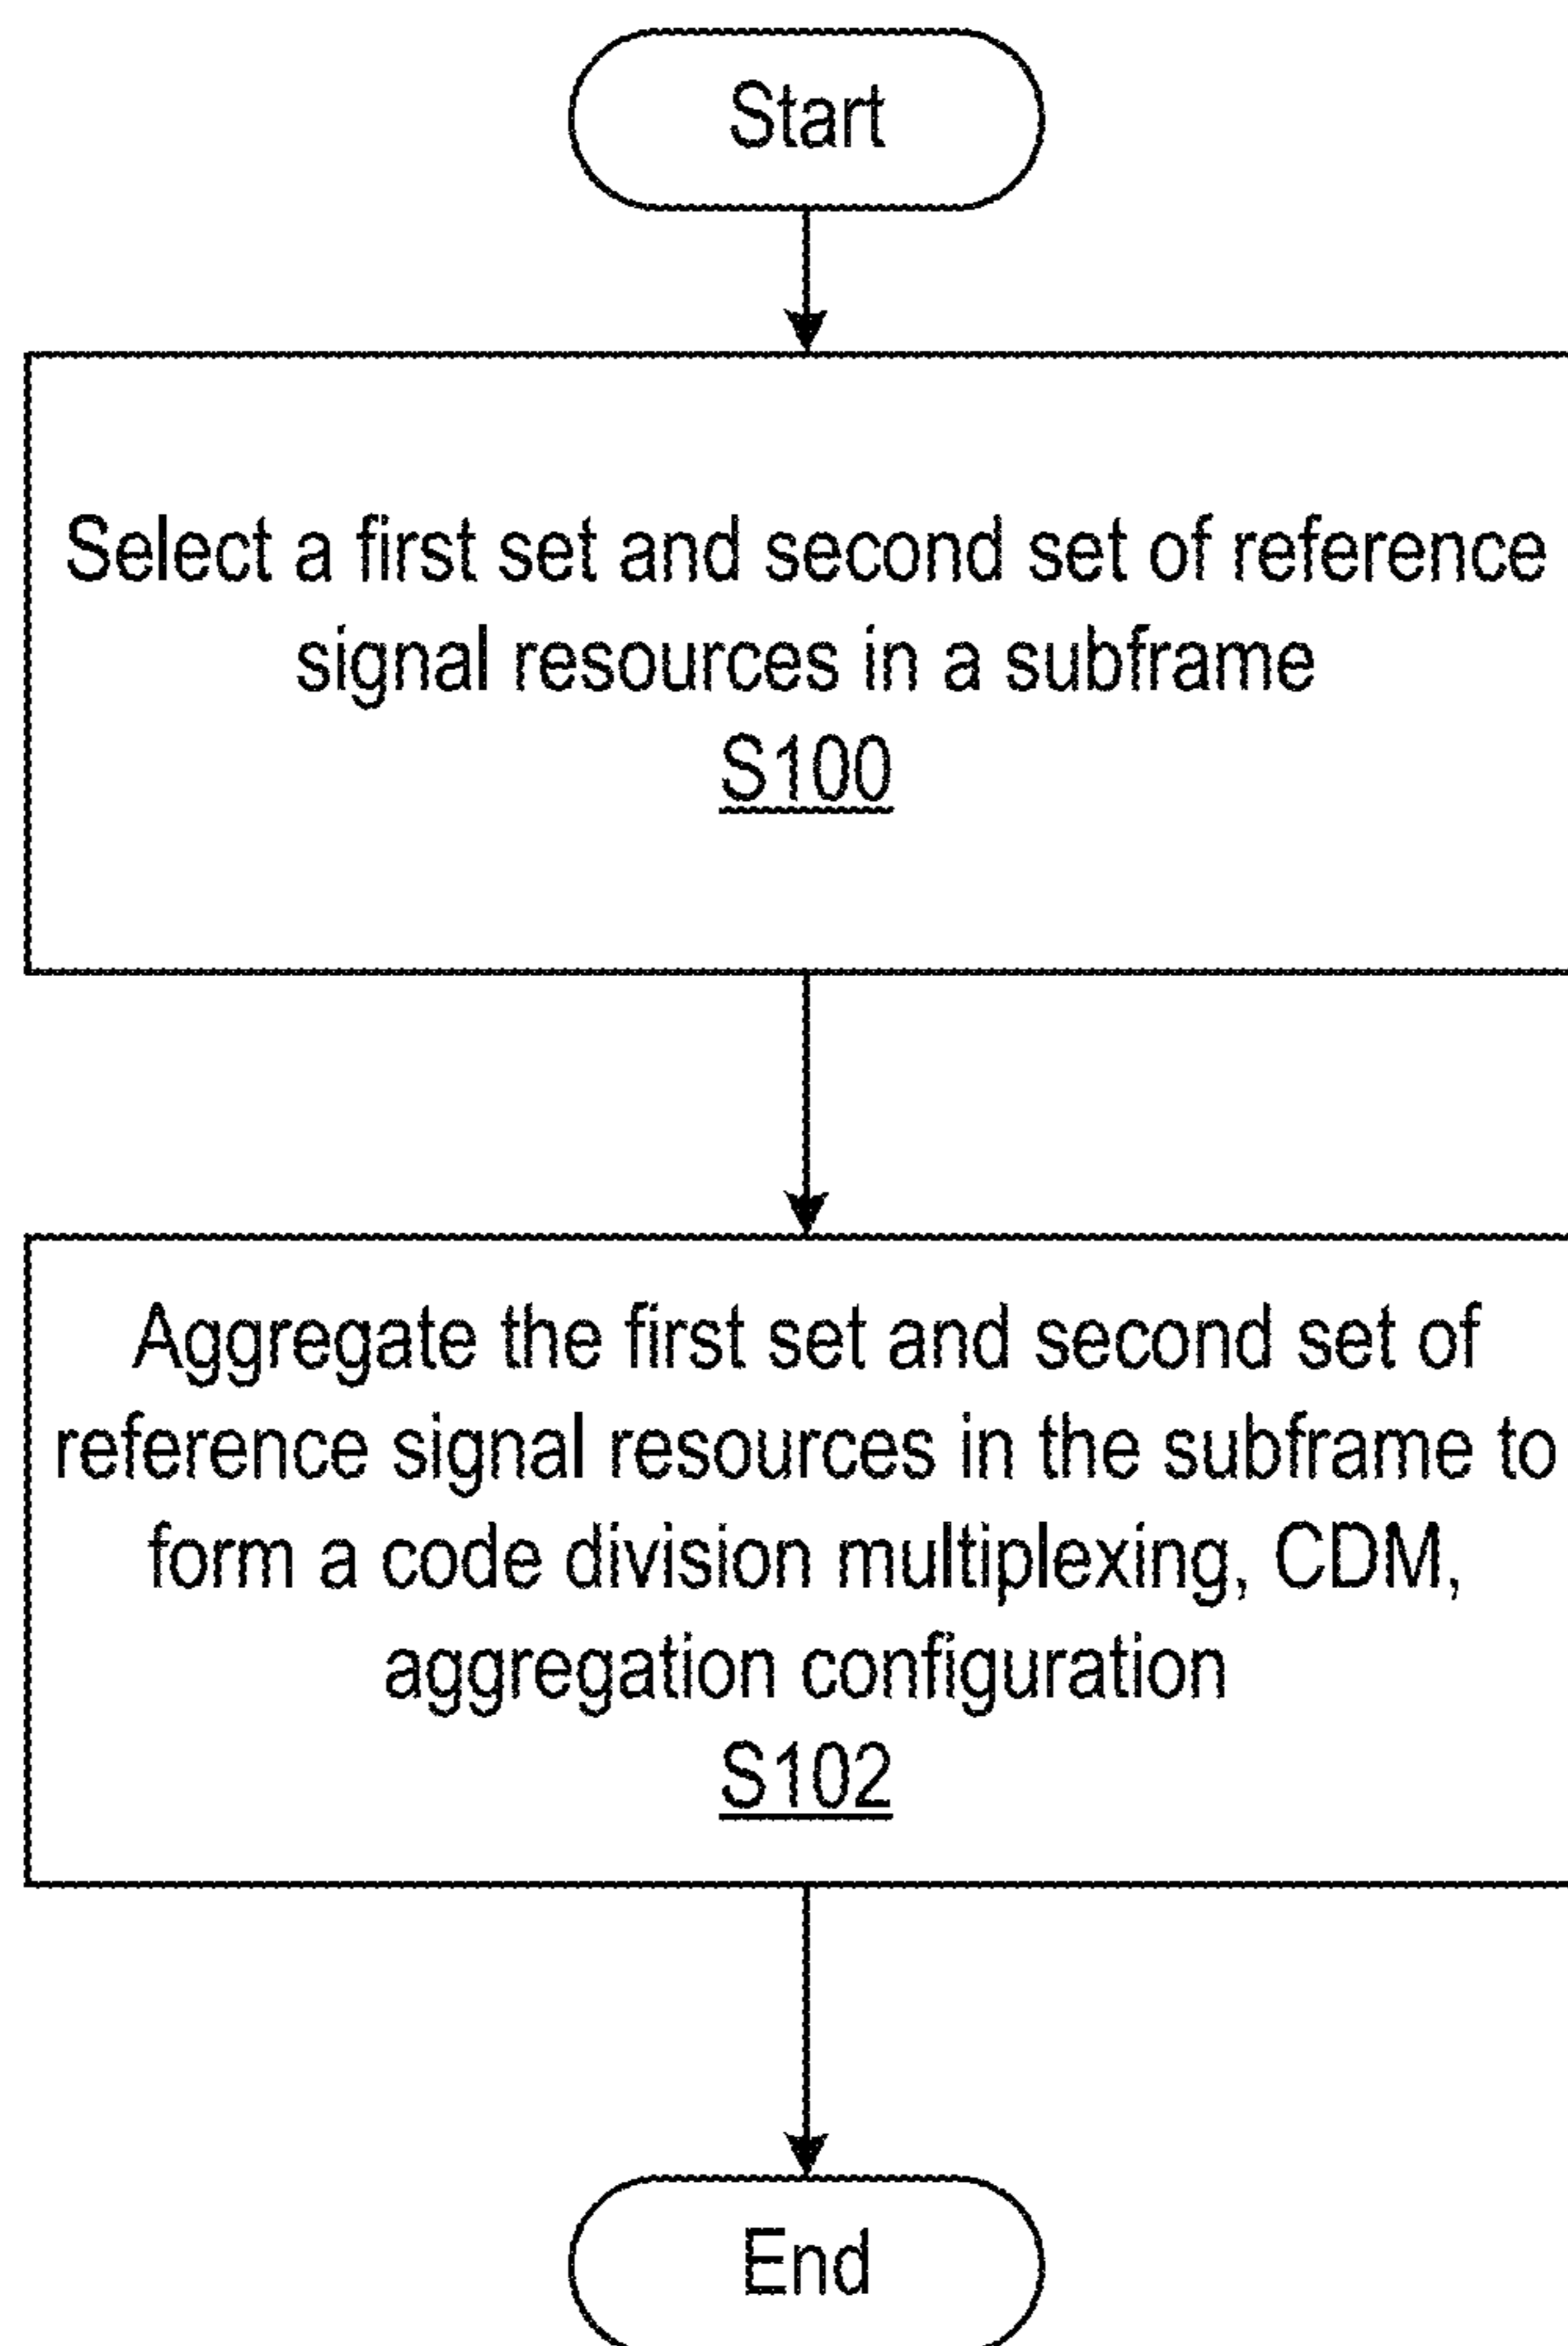 Start
Select a first set and second set of reference
signal resources in a subframe
S100
Aggregate the first set and second set of
reference signal resources in the subframe to
form a code division multiplexing, CDM,
aggregation configuration
S102
End